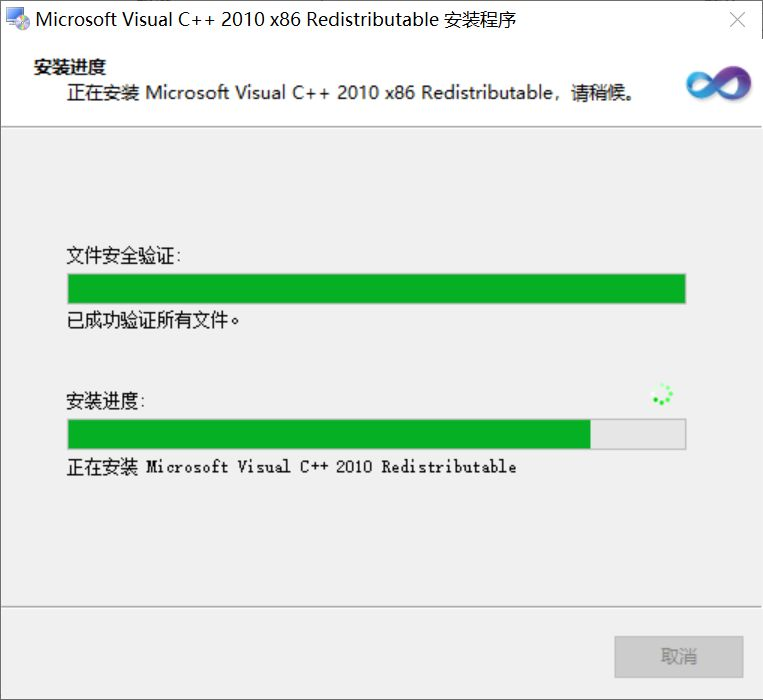 Microsoft Visual C++ 2010 x86 Redistributable 安装程序
安装进度
正在安装 Microsoft Visual C++ 2010 x86 Redistributable，请稍候。
文件安全验证:
已成功验证所有文件。
安装进度:
正在安装 Microsoft Visual C++ 2010 Redistributable
取消